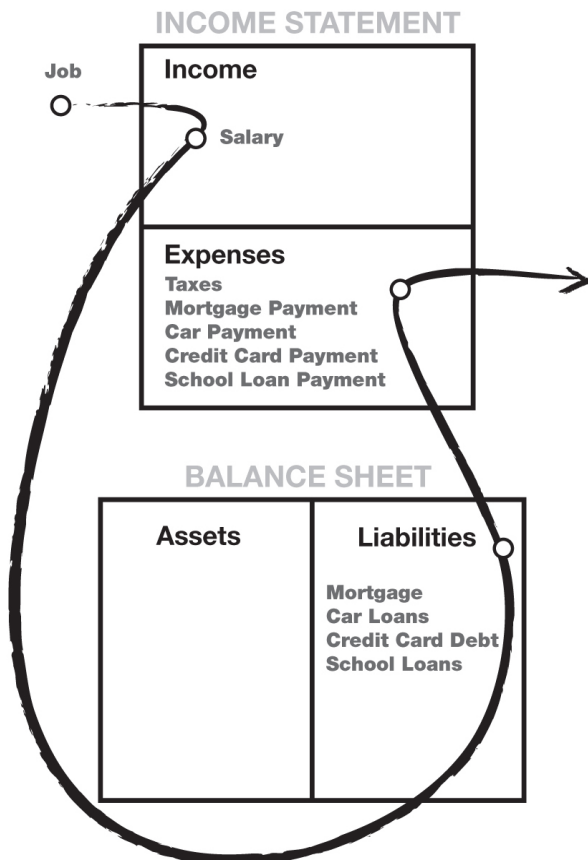 INCOME STATEMENT
Job
Income
Salary
Expenses
Taxes
Mortgage Payment
Car Payment
Credit Card Payment
School Loan Payment
BALANCE SHEET
Assets
Liabilities
Mortgage
Car Loans
Credit Card Debt
School Loans